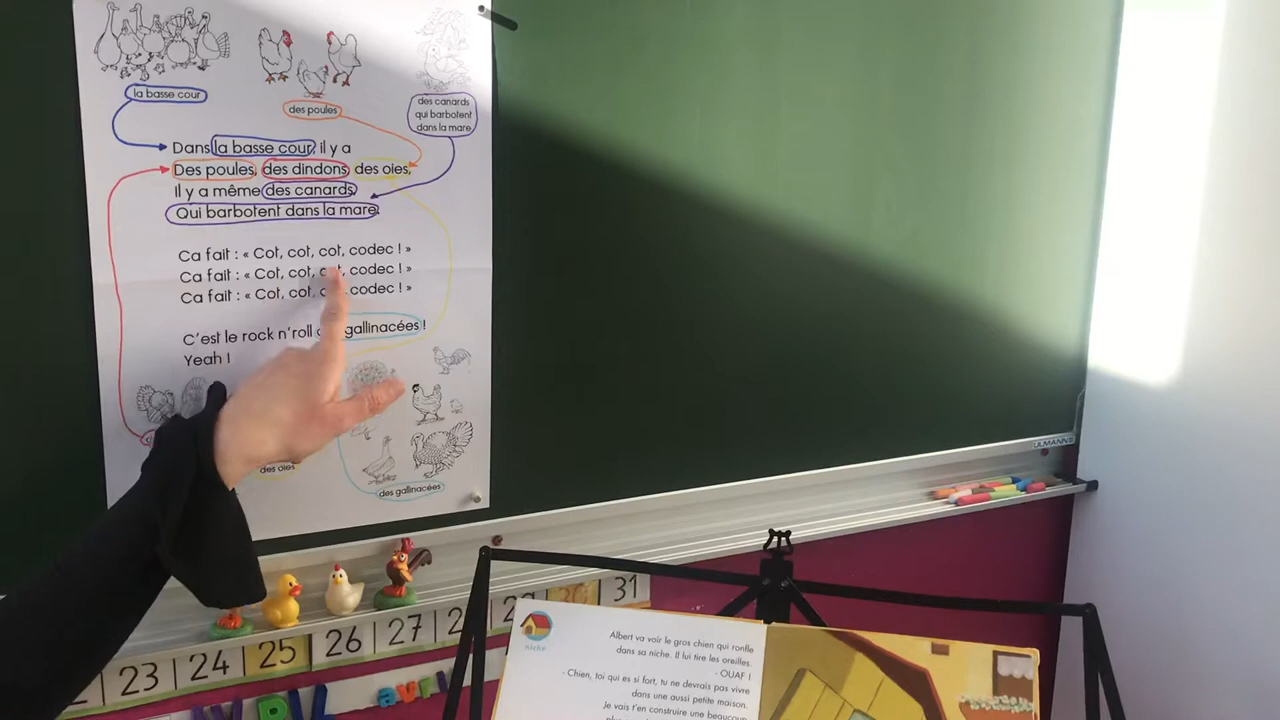 la basse cour
des poules
des canards
qui barbotent
dans la mare
Dans la basse cour, il y a
Des poules, des dindons, des oies,
Il y a même des canards,
Qui barbotent dans la mare.
Ca fait : « Cot, cot, cot, codec ! »
Ca fait : « Cot, cot, cot, codec ! »
Ca fait : « Cot, cot, codec ! »
C'est le rock n'roll gallinacées !
Yeah !
des oies
des gallinacées
ULMANN
23 24 25 26 27 31
avril
niche
Albert va voir le gros chien qui ronfle
dans sa niche. Il lui tire les oreilles.
- OUAF !
- Chien, toi qui es si fort, tu ne devrais pas vivre
dans une aussi petite maison.
Je vais t'en construire une beaucoup